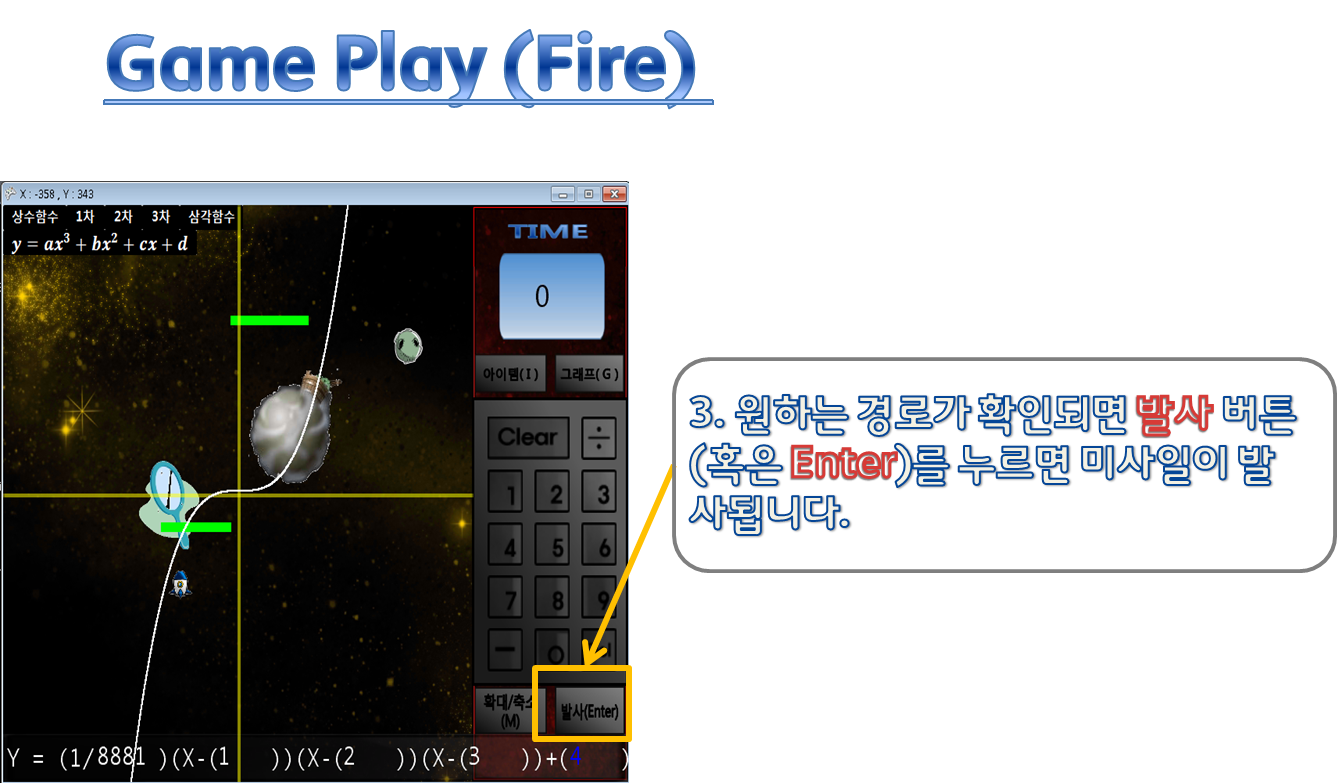 Game Play (Fire)
X : -358 , Y : 343
상수함수 1차 2차 3차 삼각함수
y = ax³ + bx² + cx + d
TIME
0
아이템(I) 그래프(G)
Clear ÷
1 2 3
4 5 6
7 8 9
− 0
확대/축소
(M)
발사(Enter)
Y = (1/8881 )(X-(1 ))(X-(2 ))(X-(3 ))+(4 )
3. 원하는 경로가 확인되면 발사 버튼
(혹은 Enter)를 누르면 미사일이 발
사됩니다.